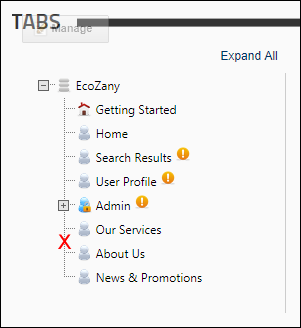 TABS
Manage
Expand All
EcoZany
Getting Started
Home
Search Results
User Profile
Admin
Our Services
X
About Us
News & Promotions